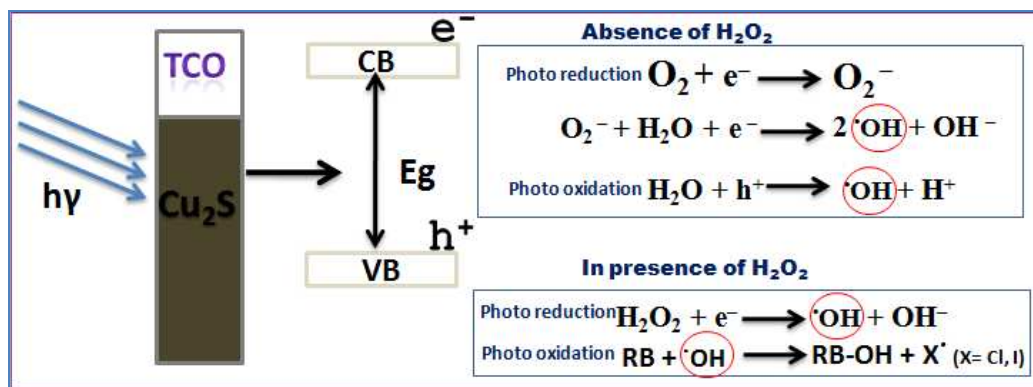 TCO
hγ
Cu₂S
e⁻
CB
Eg
h⁺
VB
Absence of H₂O₂
Photo reduction O₂ + e⁻ ⟶ O₂⁻
O₂⁻ + H₂O + e⁻ ⟶ 2 •OH + OH⁻
Photo oxidation H₂O + h⁺ ⟶ •OH + H⁺
In presence of H₂O₂
Photo reduction H₂O₂ + e⁻ ⟶ •OH + OH⁻
Photo oxidation RB + •OH ⟶ RB-OH + X• (X= Cl, I)